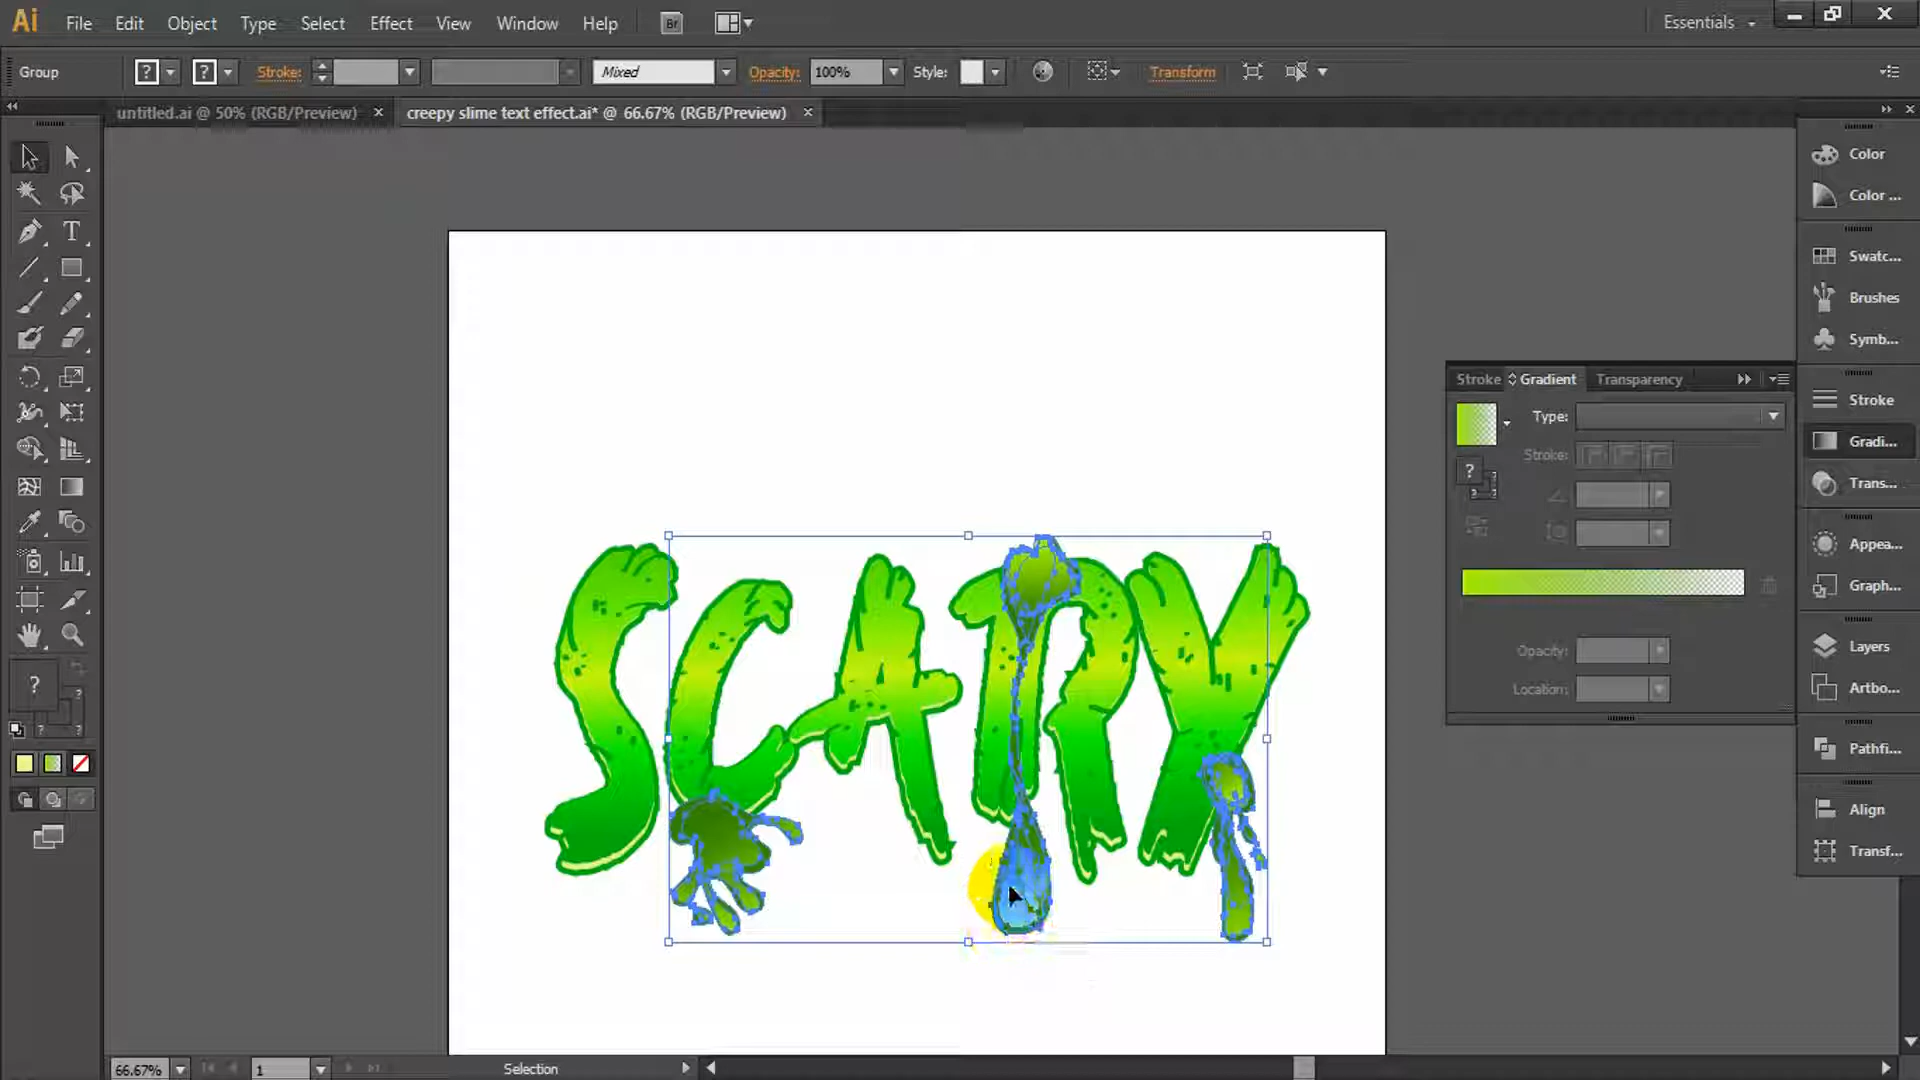 Ai File Edit Object Type Select Effect View Window Help Br Essentials
Group ? ? Stroke: Mixed Opacity: 100% Style: Transform
untitled.ai @ 50% (RGB/Preview) × creepy slime text effect.ai* @ 66.67% (RGB/Preview) ×
Color
Color ...
Swatc...
Brushes
Symb...
Stroke
Gradi...
Trans...
Appea...
Graph...
Layers
Artbo...
Pathfi...
Align
Transf...
Stroke Gradient Transparency
Type:
Stroke:
?
Opacity:
Location:
SCARY
T
?
66.67% 1 Selection